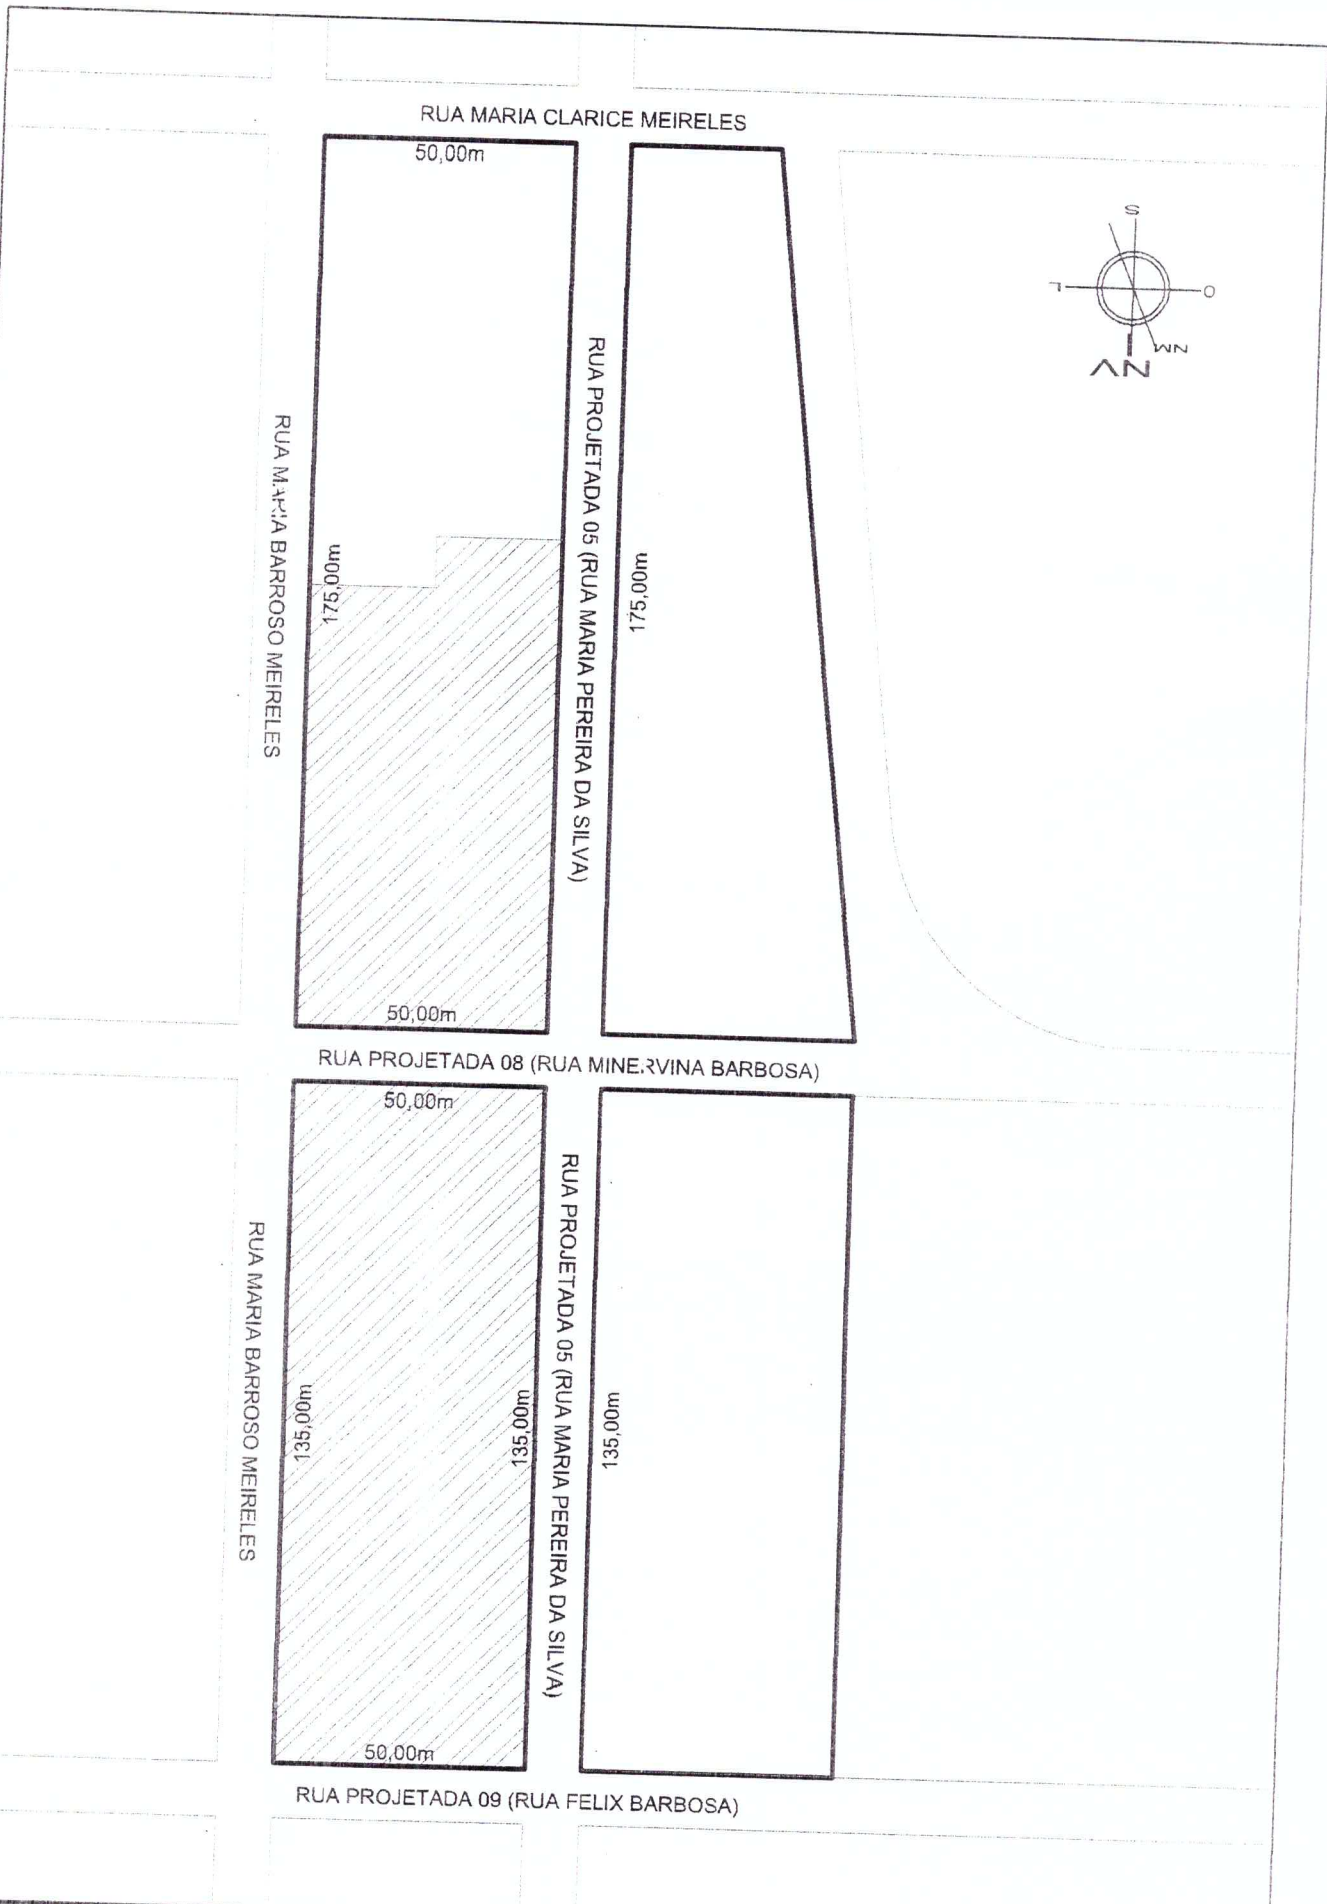 RUA MARIA CLARICE MEIRELES
50,00m
S
L
O
NM
NV
RUA PROJETADA 05 (RUA MARIA PEREIRA DA SILVA)
RUA MARIA BARROSO MEIRELES
175,00m
175,00m
50,00m
RUA PROJETADA 08 (RUA MINERVINA BARBOSA)
50,00m
RUA PROJETADA 05 (RUA MARIA PEREIRA DA SILVA)
RUA MARIA BARROSO MEIRELES
135,00m
135,00m
135,00m
50,00m
RUA PROJETADA 09 (RUA FELIX BARBOSA)